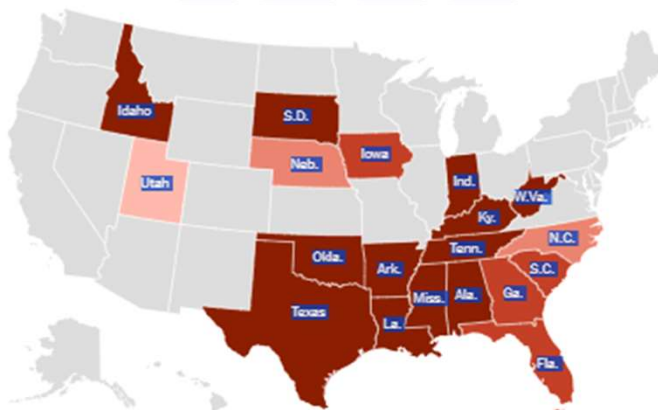 Idaho
S.D.
Iowa
Neb.
Utah
Ind.
W.Va.
Ky.
N.C.
Tenn.
Okla.
Ark.
S.C.
Miss.
Ala.
Ga.
Texas
La.
Fla.